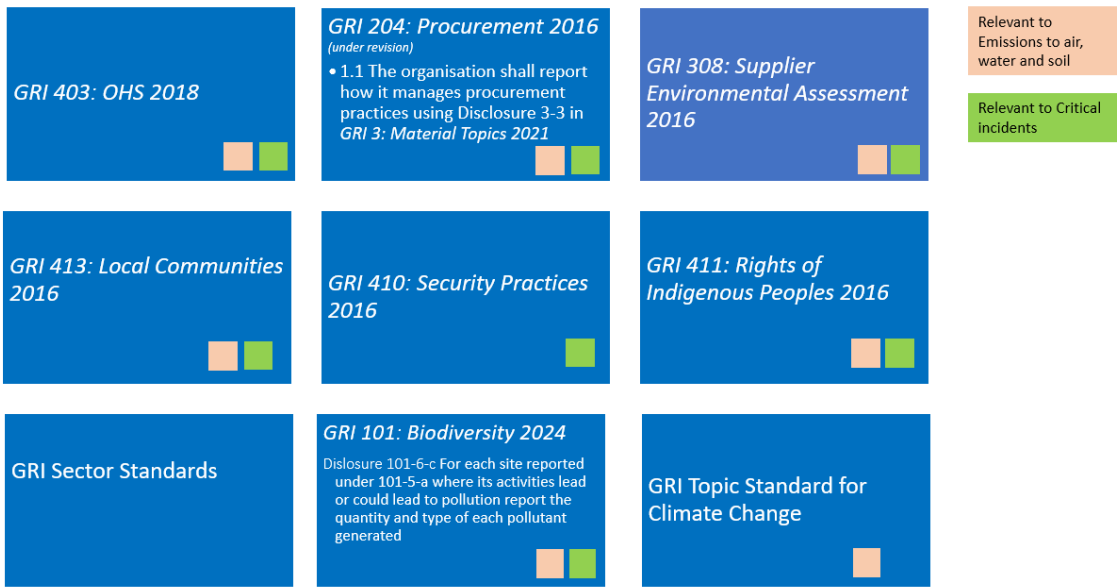 GRI 403: OHS 2018
GRI 204: Procurement 2016
(under revision)
• 1.1 The organisation shall report
how it manages procurement
practices using Disclosure 3-3 in
GRI 3: Material Topics 2021
GRI 308: Supplier
Environmental Assessment
2016
Relevant to
Emissions to air,
water and soil
Relevant to Critical
incidents
GRI 413: Local Communities
2016
GRI 410: Security Practices
2016
GRI 411: Rights of
Indigenous Peoples 2016
GRI Sector Standards
GRI 101: Biodiversity 2024
Dislosure 101-6-c For each site reported
under 101-5-a where its activities lead
or could lead to pollution report the
quantity and type of each pollutant
generated
GRI Topic Standard for
Climate Change